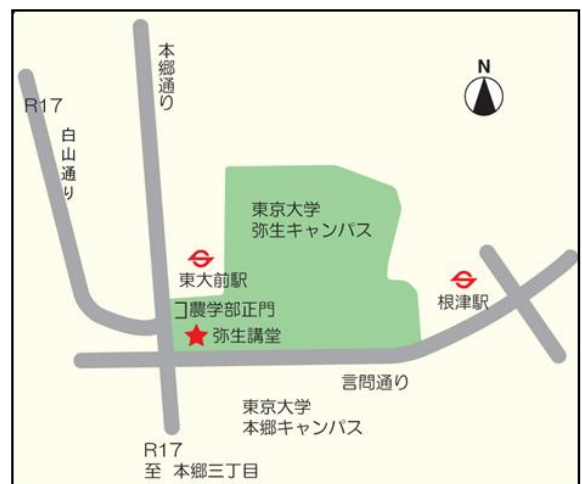 N
本郷通り
R17
白山通り
東京大学
弥生キャンパス
東大前駅
根津駅
農学部正門
弥生講堂
言問通り
東京大学
本郷キャンパス
R17
至 本郷三丁目